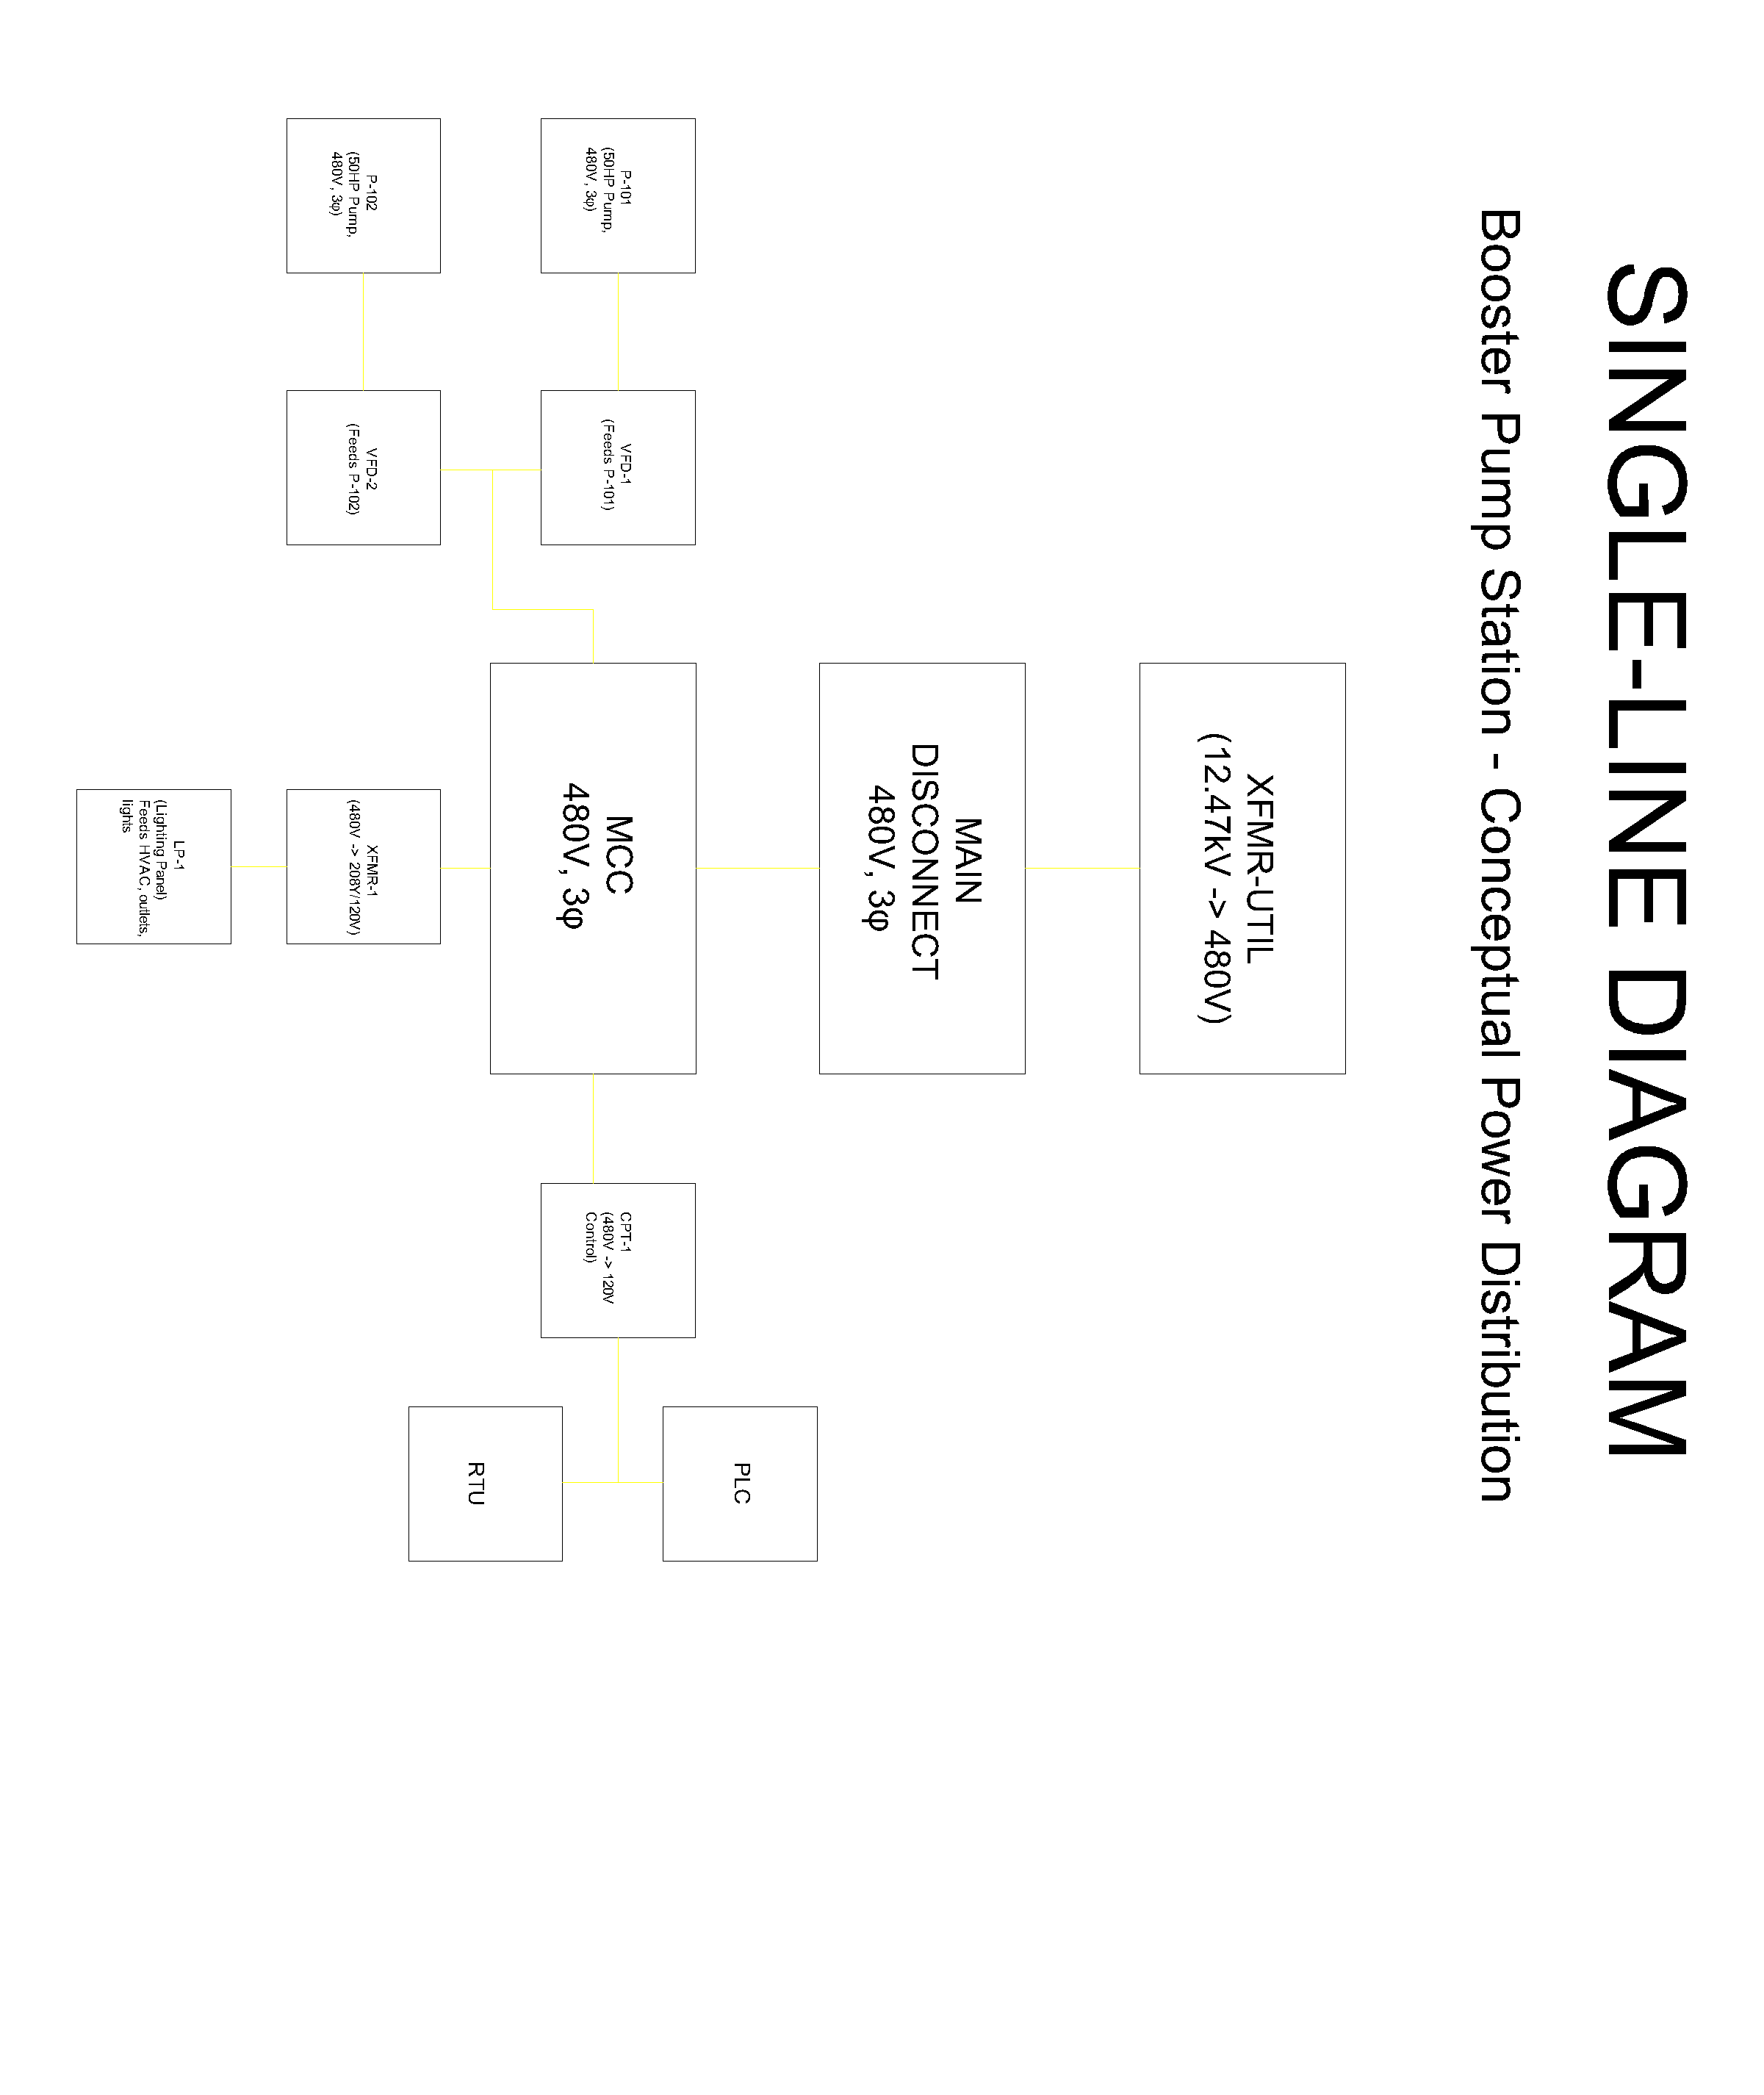 SINGLE-LINE DIAGRAM
Booster Pump Station - Conceptual Power Distribution
XFMR-UTIL
(12.47kV -> 480V)
MAIN
DISCONNECT
480V, 3φ
MCC
480V, 3φ
P-101
(50HP Pump,
480V, 3φ)
VFD-1
(Feeds P-101)
CPT-1
(480V -> 120V
Control)
PLC
RTU
P-102
(50HP Pump,
480V, 3φ)
VFD-2
(Feeds P-102)
XFMR-1
(480V -> 208Y/120V)
LP-1
(Lighting Panel)
Feeds HVAC, outlets,
lights